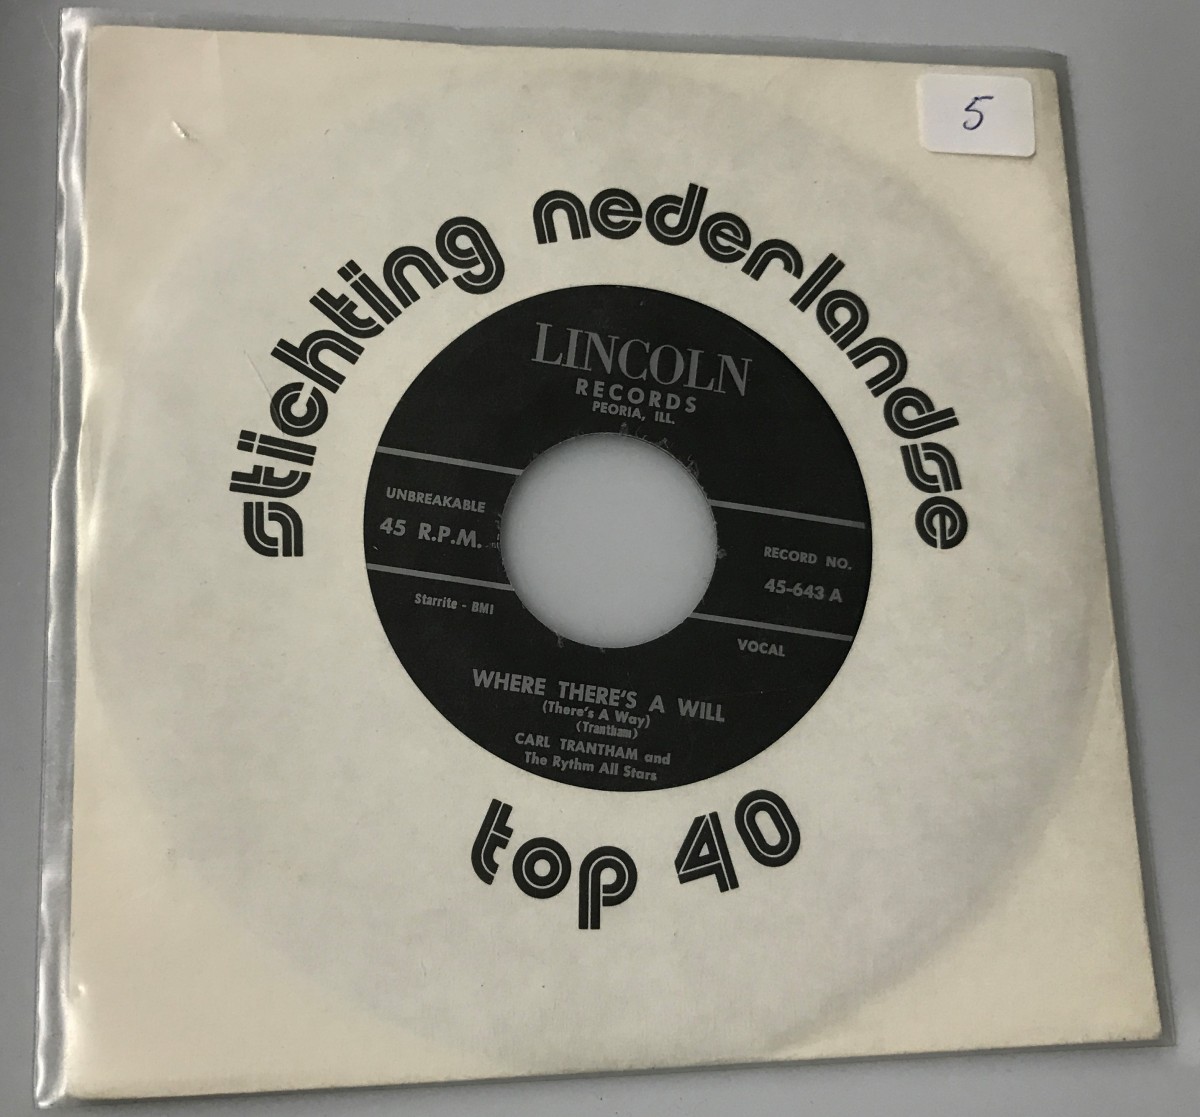 5
stichting nederlandse
LINCOLN
RECORDS
PEORIA, ILL.
UNBREAKABLE
45 R.P.M.
RECORD NO.
45-643 A
Starrite - BMI
VOCAL
WHERE THERE'S A WILL
(There's A Way)
(Trantham)
CARL TRANTHAM and
The Rythm All Stars
top 40